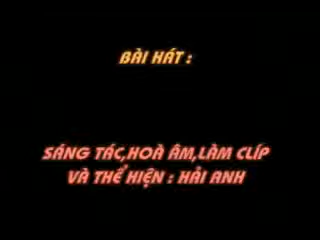 BÀI HÁT :
SÁNG TÁC,HOÀ ÂM,LÀM CLÍP
VÀ THỂ HIỆN : HẢI ANH